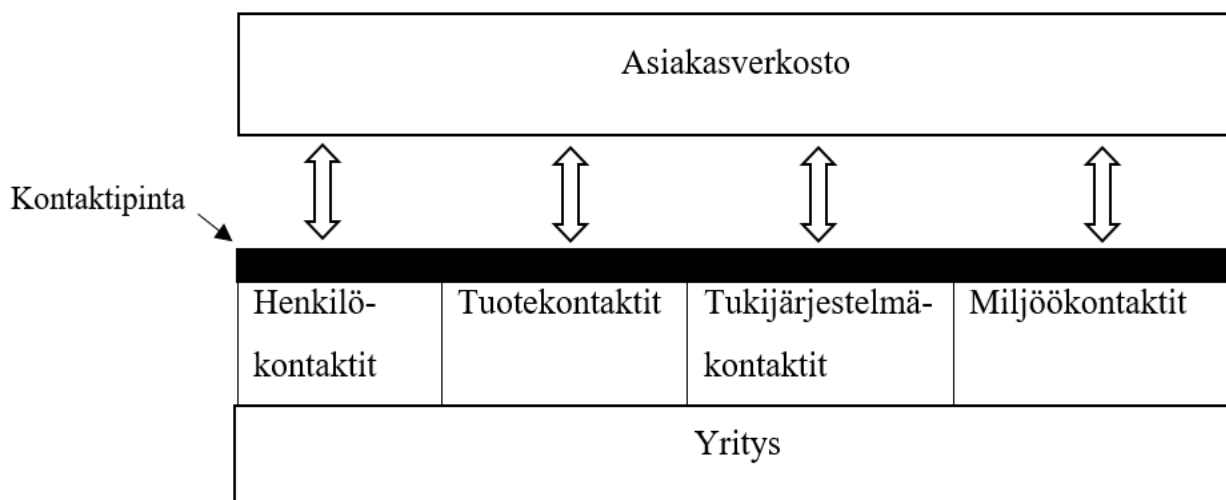 Asiakasverkosto
Kontaktipinta
Henkilö-
kontaktit
Tuotekontaktit
Tukijärjestelmä-
kontaktit
Miljöökontaktit
Yritys